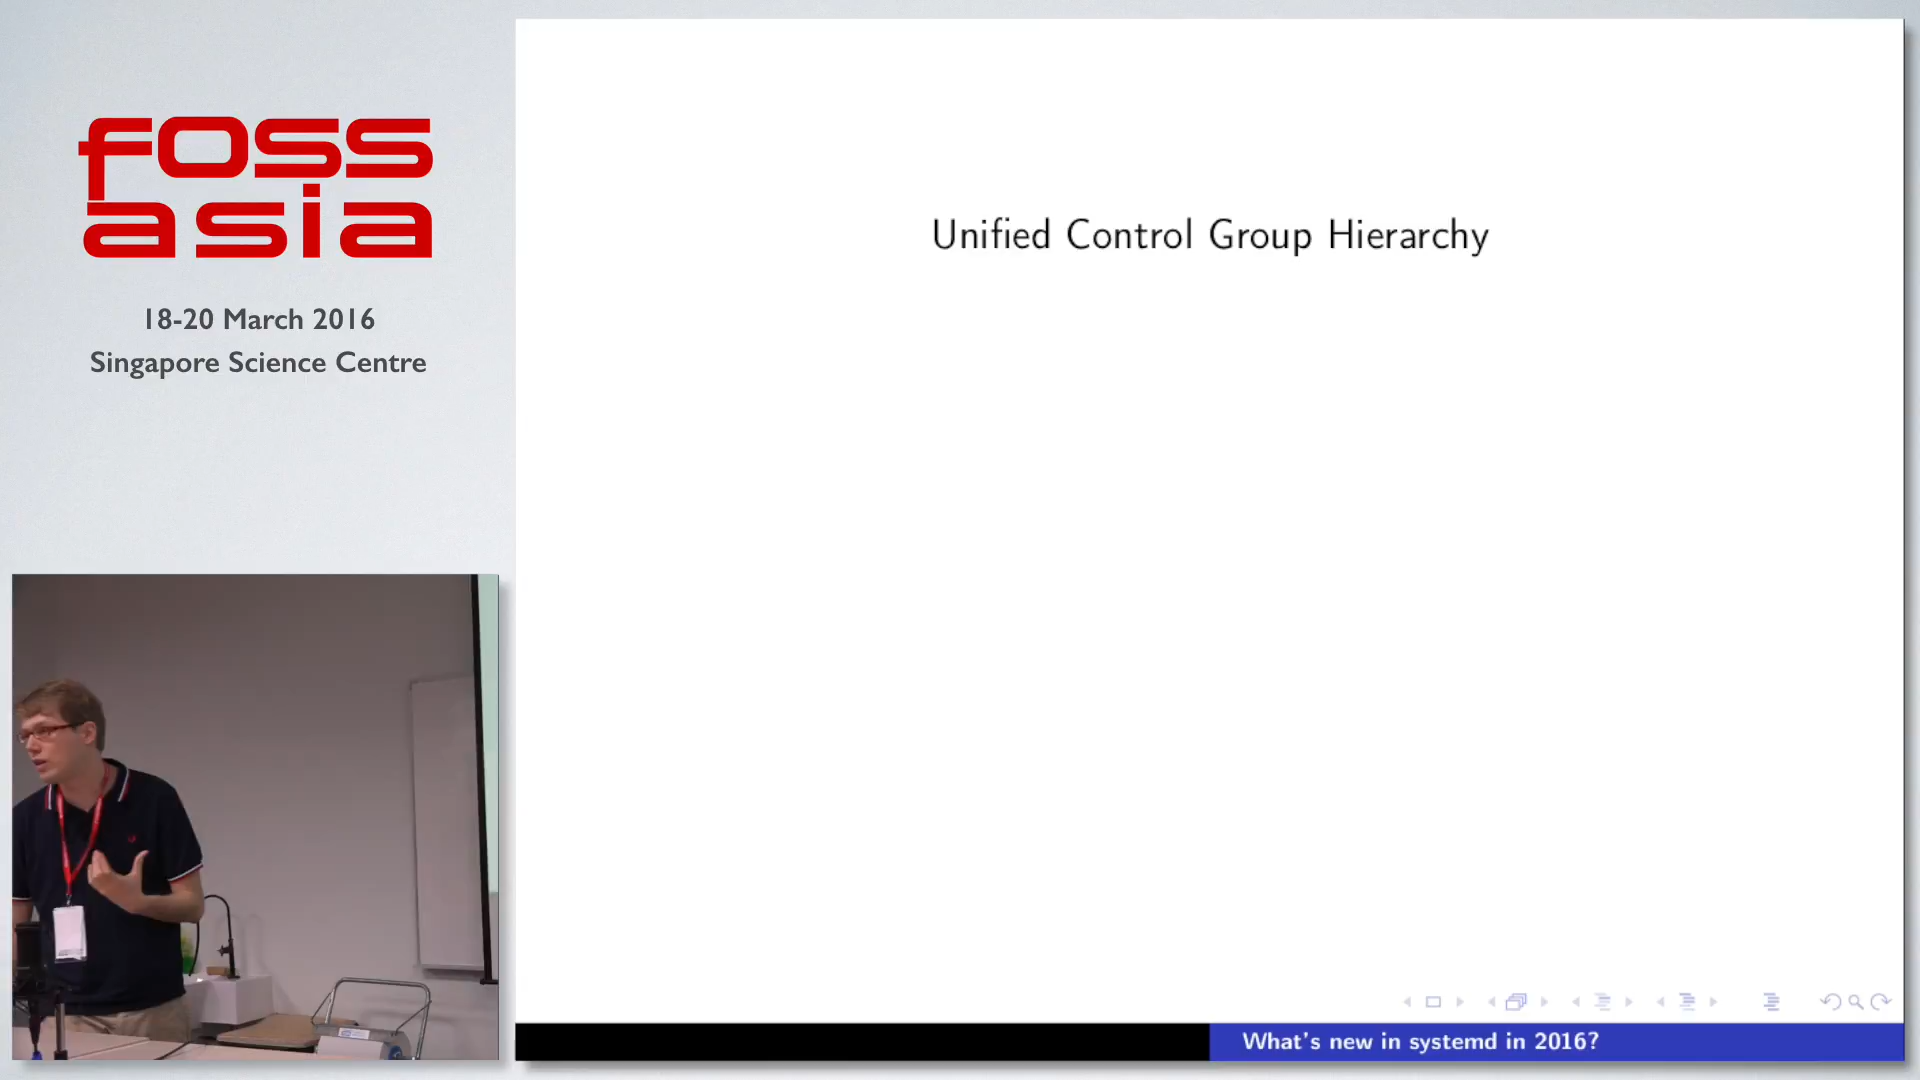 foss
asia
18-20 March 2016
Singapore Science Centre
Unified Control Group Hierarchy
What's new in systemd in 2016?